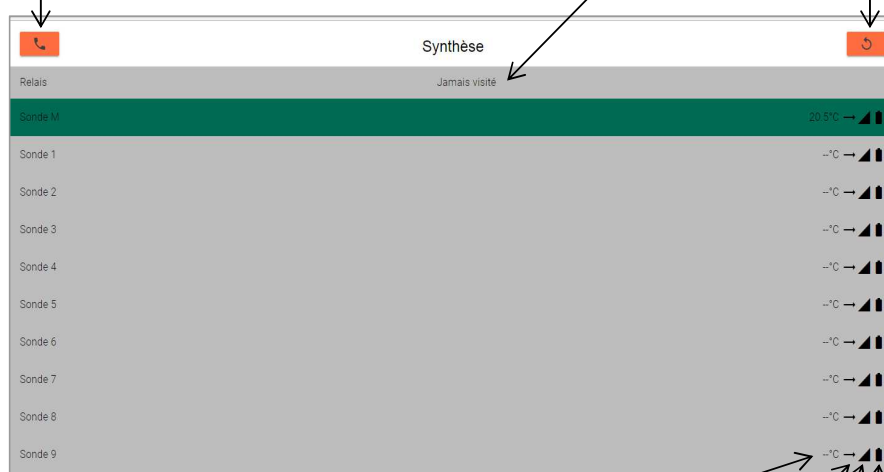 Synthèse
Relais Jamais visité
Sonde M 20.5°C
Sonde 1 --°C
Sonde 2 --°C
Sonde 3 --°C
Sonde 4 --°C
Sonde 5 --°C
Sonde 6 --°C
Sonde 7 --°C
Sonde 8 --°C
Sonde 9 --°C